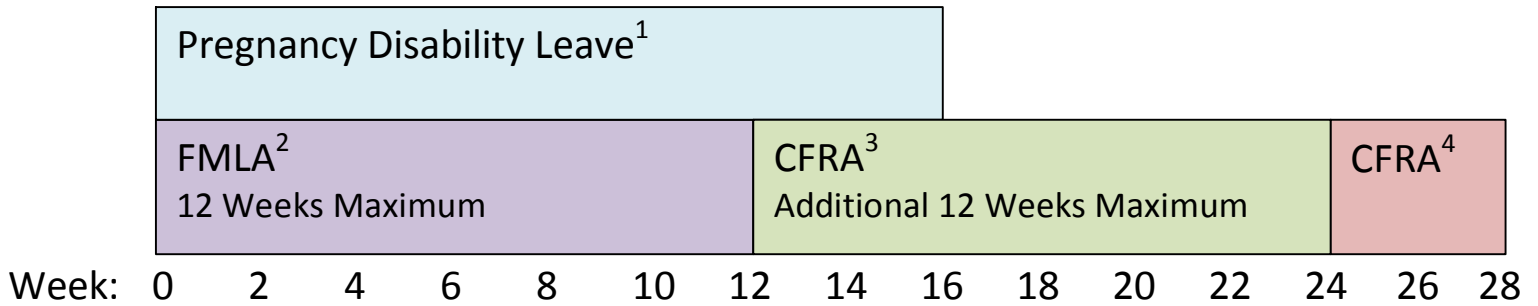 Pregnancy Disability Leave¹
FMLA²
12 Weeks Maximum
CFRA³
Additional 12 Weeks Maximum
CFRA⁴
Week: 0 2 4 6 8 10 12 14 16 18 20 22 24 26 28